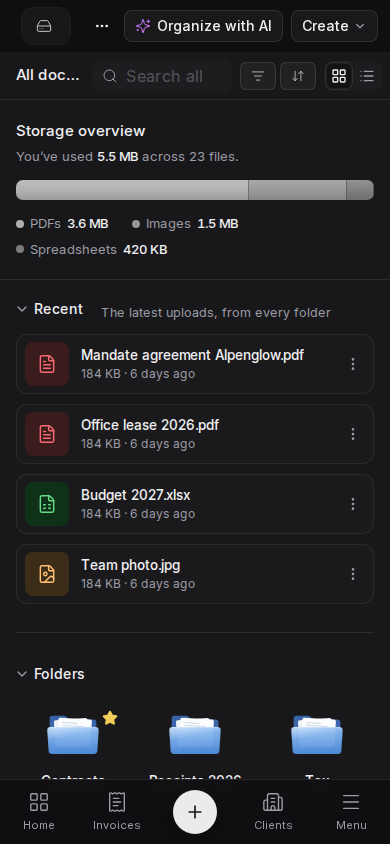 Organize with AI
Create
All doc...
Search all
Storage overview
You've used 5.5 MB across 23 files.
PDFs 3.6 MB
Images 1.5 MB
Spreadsheets 420 KB
Recent
The latest uploads, from every folder
Mandate agreement Alpenglow.pdf
184 KB · 6 days ago
Office lease 2026.pdf
184 KB · 6 days ago
Budget 2027.xlsx
184 KB · 6 days ago
Team photo.jpg
184 KB · 6 days ago
Folders
Contracts
Receipts 2026
Tax
Home
Invoices
Clients
Menu